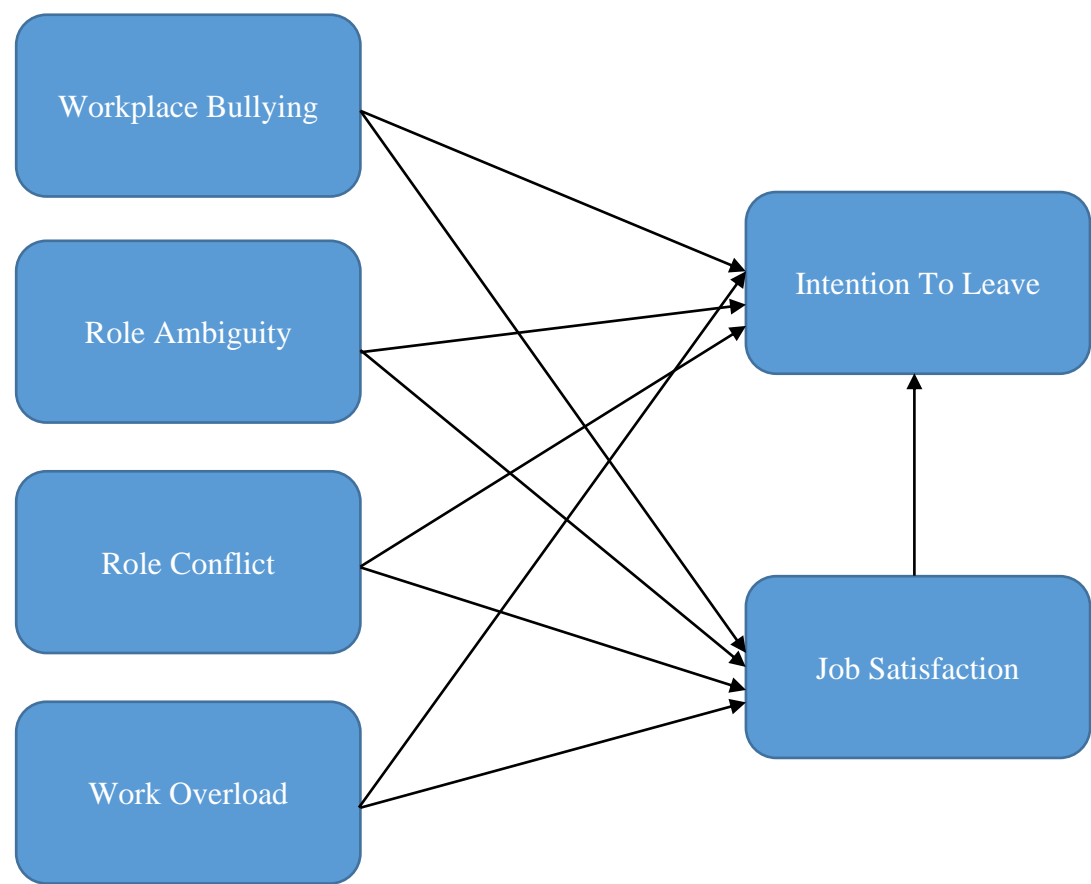 Workplace Bullying
Role Ambiguity
Role Conflict
Work Overload
Intention To Leave
Job Satisfaction